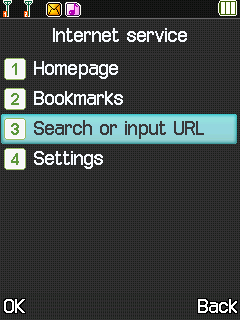 Internet service
1 Homepage
2 Bookmarks
3 Search or input URL
4 Settings
OK Back